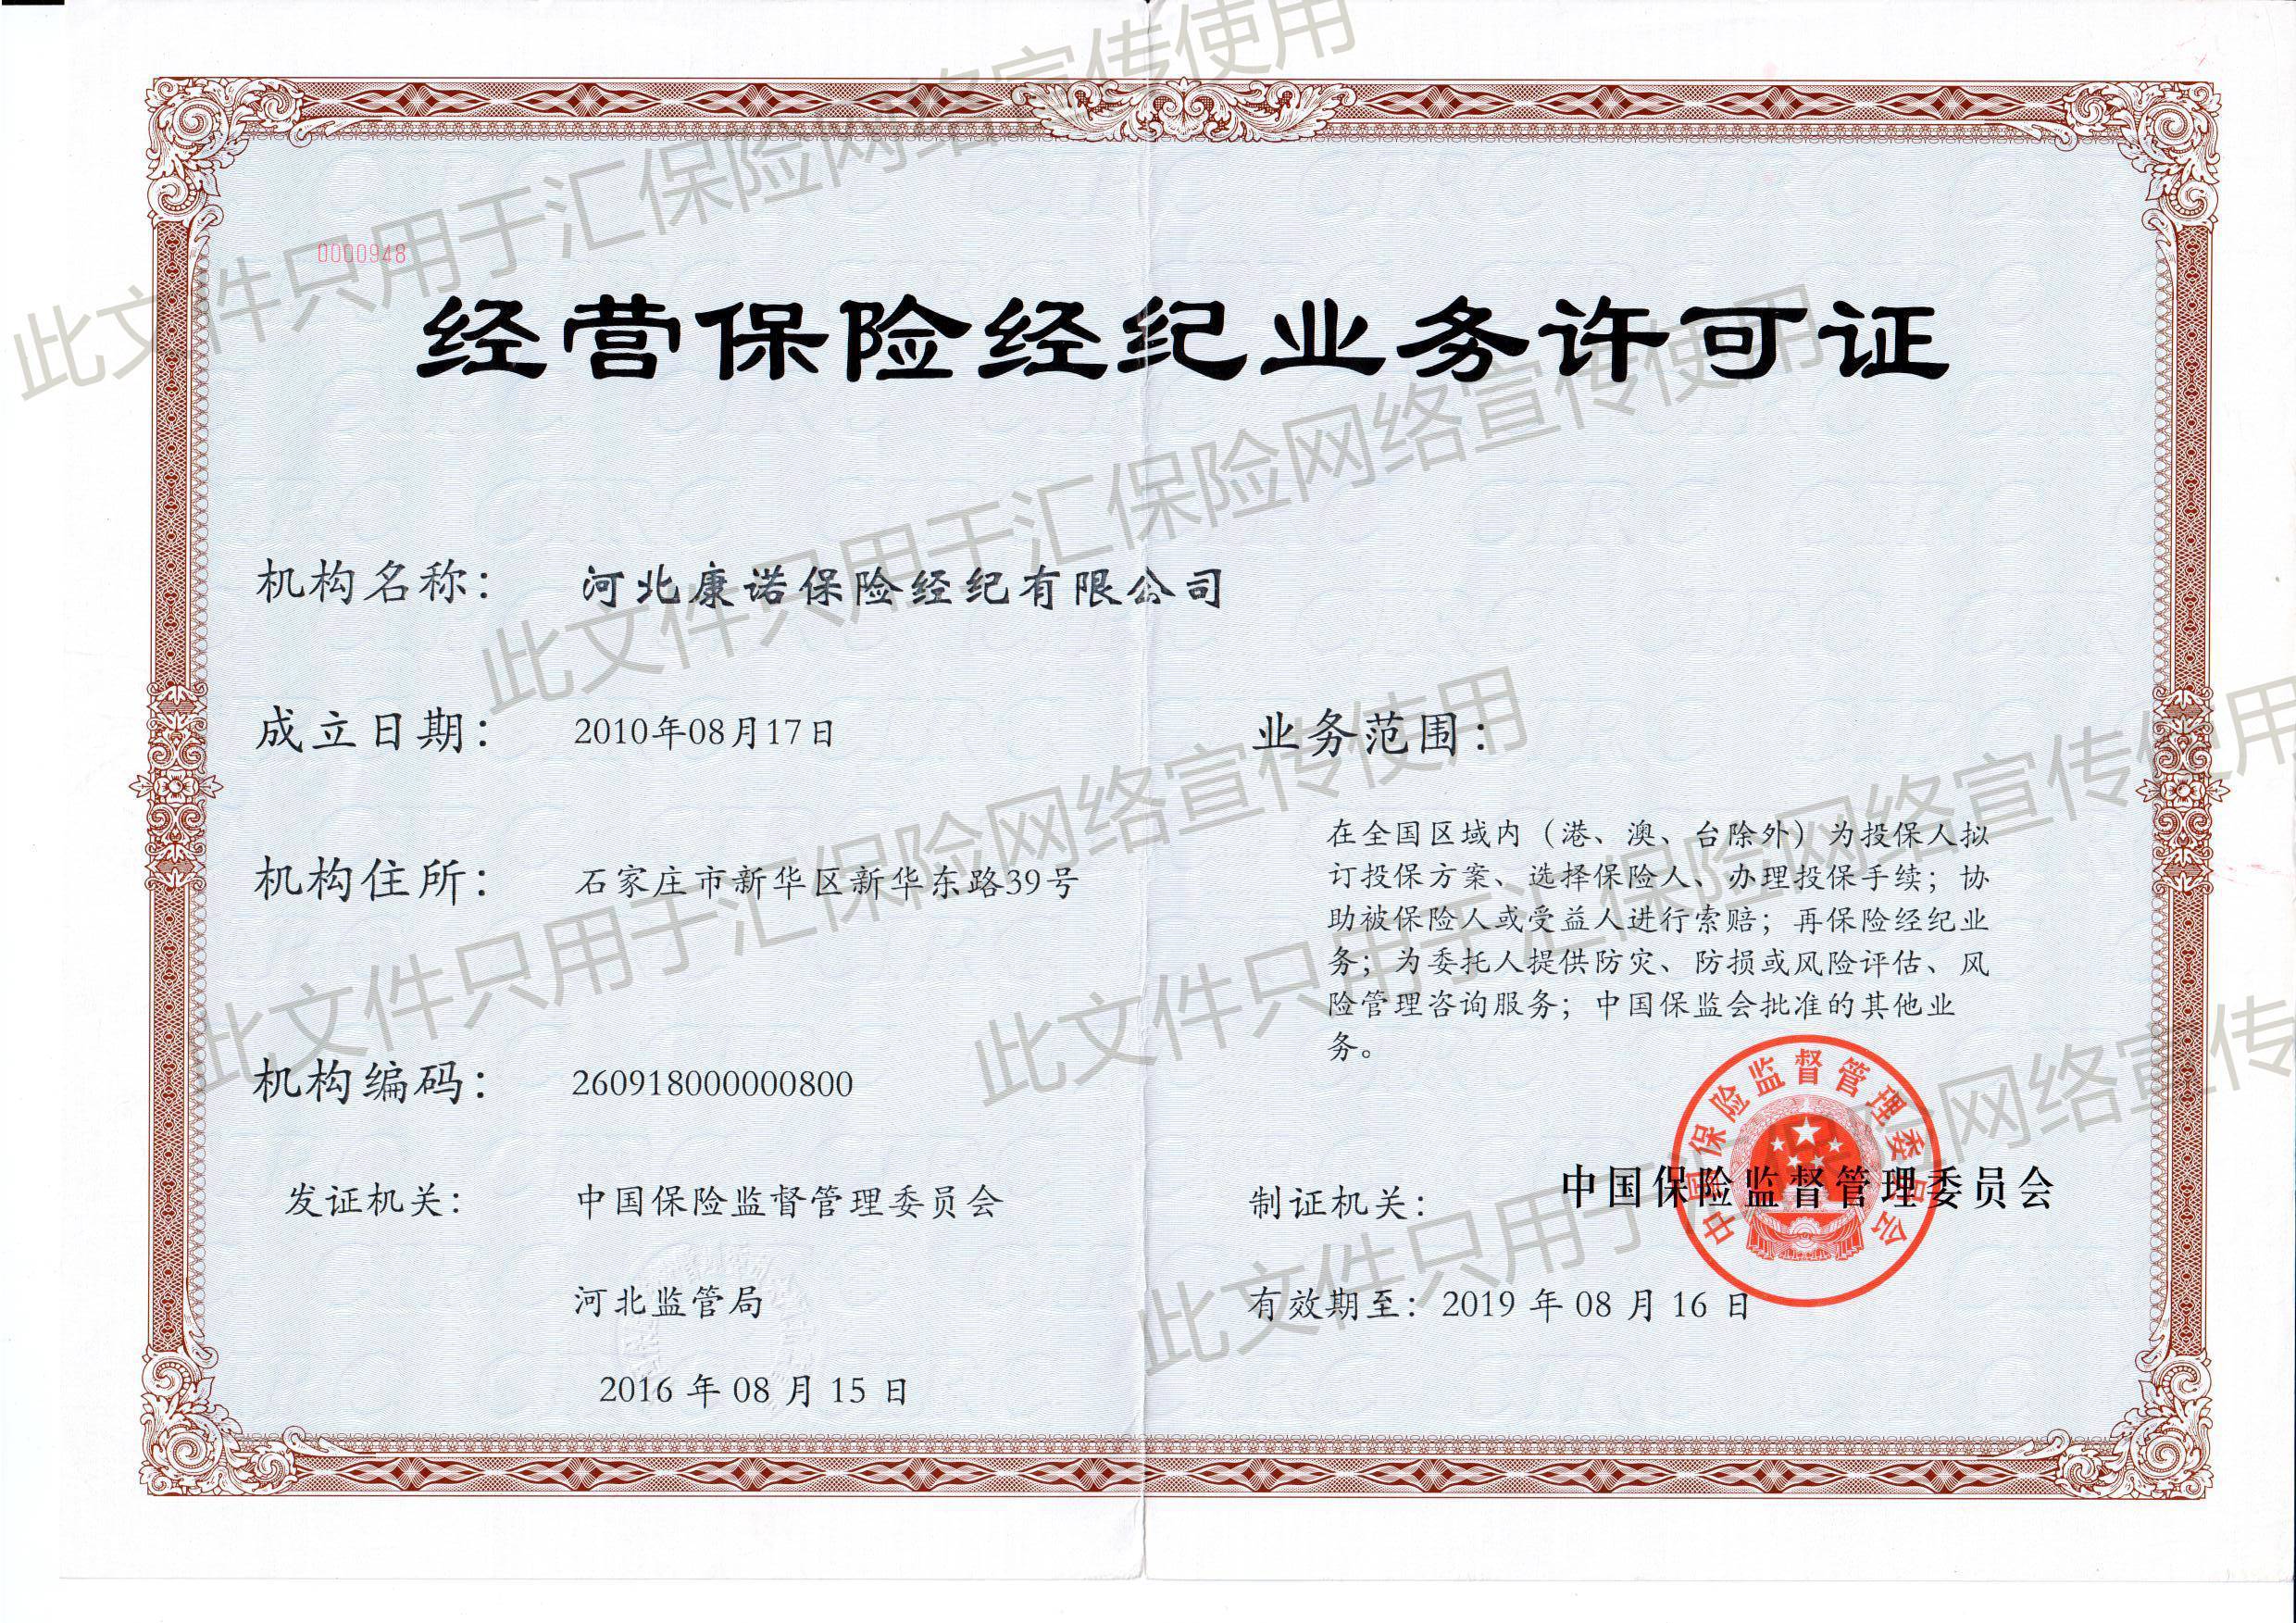 0000948
经营保险经纪业务许可证
机构名称： 河北康诺保险经纪有限公司
成立日期： 2010年08月17日
机构住所： 石家庄市新华区新华东路39号
机构编码： 260918000000800
发证机关： 中国保险监督管理委员会
河北监管局
2016 年 08 月 15 日
业务范围：
在全国区域内（港、澳、台除外）为投保人拟
订投保方案、选择保险人、办理投保手续；协
助被保险人或受益人进行索赔；再保险经纪业
务；为委托人提供防灾、防损或风险评估、风
险管理咨询服务；中国保监会批准的其他业
务。
制证机关： 中国保险监督管理委员会
中国保险监督管理委员会
有效期至：2019 年 08 月 16 日
此文件只用于汇保险网络宣传使用
此文件只用于汇保险网络宣传使用
此文件只用于汇保险网络宣传使用
此文件只用于汇保险网络宣传使用
此文件只用于汇保险网络宣传